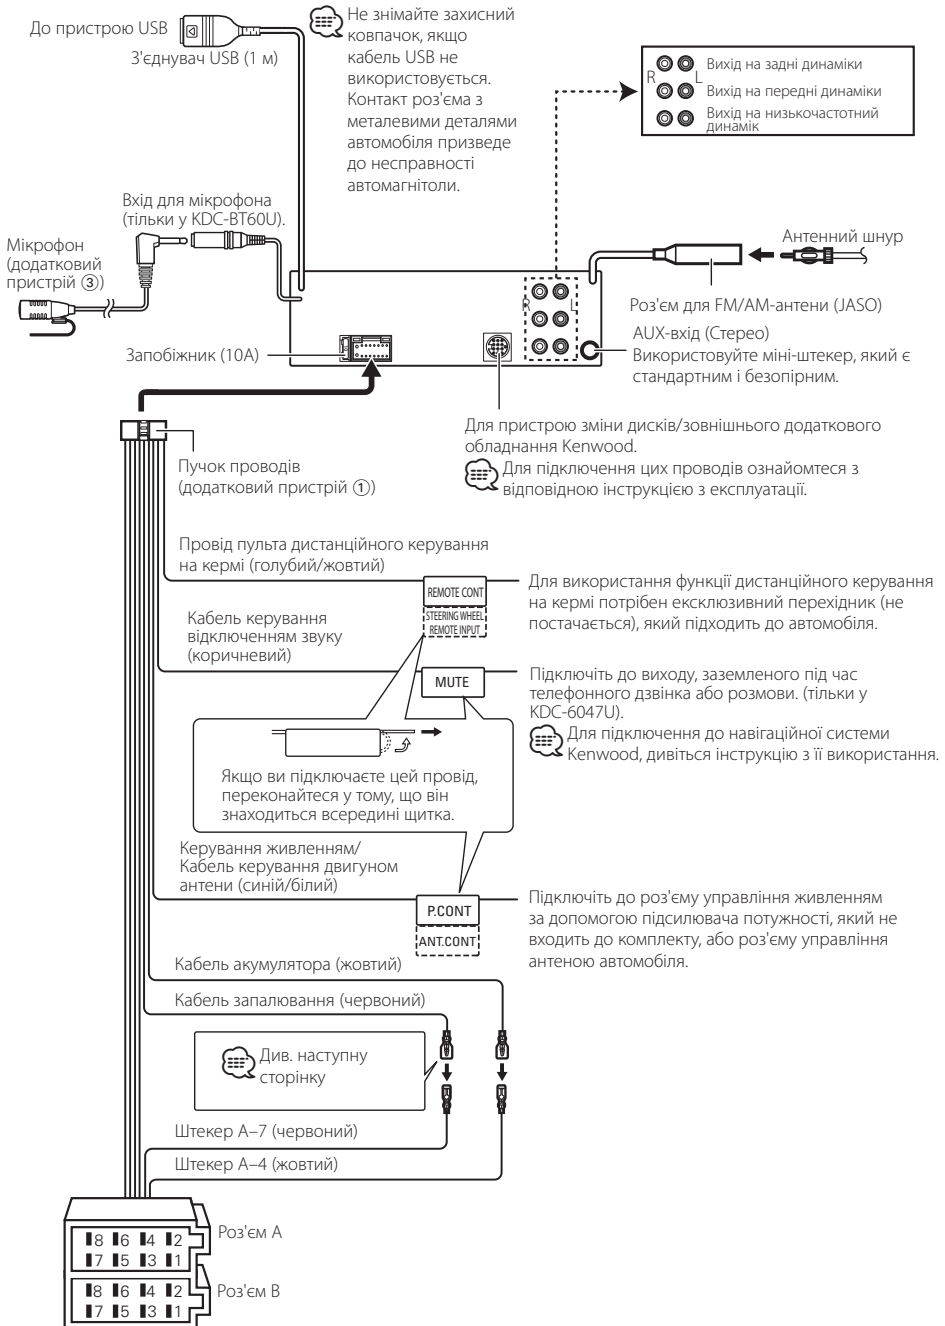 До пристрою USB
З'єднувач USB (1 м)
Не знімайте захисний
ковпачок, якщо
кабель USB не
використовується.
Контакт роз'єма з
металевими деталями
автомобіля призведе
до несправності
автомагнітоли.
R
L
Вихід на задні динаміки
Вихід на передні динаміки
Вихід на низькочастотний
динамік
Вхід для мікрофона
(тільки у KDC-BT60U).
Мікрофон
(додатковий
пристрій ③)
Антенний шнур
Роз'єм для FM/AM-антени (JASO)
R
L
AUX-вхід (Стерео)
Використовуйте міні-штекер, який є
стандартним і безопірним.
Запобіжник (10A)
Для пристрою зміни дисків/зовнішнього додаткового
обладнання Kenwood.
Для підключення цих проводів ознайомтеся з
відповідною інструкцією з експлуатації.
Пучок проводів
(додатковий пристрій ①)
Провід пульта дистанційного керування
на кермі (голубий/жовтий)
REMOTE CONT
STEERING WHEEL
REMOTE INPUT
Для використання функції дистанційного керування
на кермі потрібен ексклюзивний перехідник (не
постачається), який підходить до автомобіля.
Кабель керування
відключенням звуку
(коричневий)
MUTE
Підключіть до виходу, заземленого під час
телефонного дзвінка або розмови. (тільки у
KDC-6047U).
Для підключення до навігаційної системи
Kenwood, дивіться інструкцію з її використання.
Якщо ви підключаєте цей провід,
переконайтеся у тому, що він
знаходиться всередині щитка.
Керування живленням/
Кабель керування двигуном
антени (синій/білий)
P.CONT
ANT.CONT
Підключіть до роз'єму управління живленням
за допомогою підсилювача потужності, який не
входить до комплекту, або роз'єму управління
антеною автомобіля.
Кабель акумулятора (жовтий)
Кабель запалювання (червоний)
Див. наступну
сторінку
Штекер A–7 (червоний)
Штекер A–4 (жовтий)
Роз'єм A
8 6 4 2
7 5 3 1
Роз'єм B
8 6 4 2
7 5 3 1